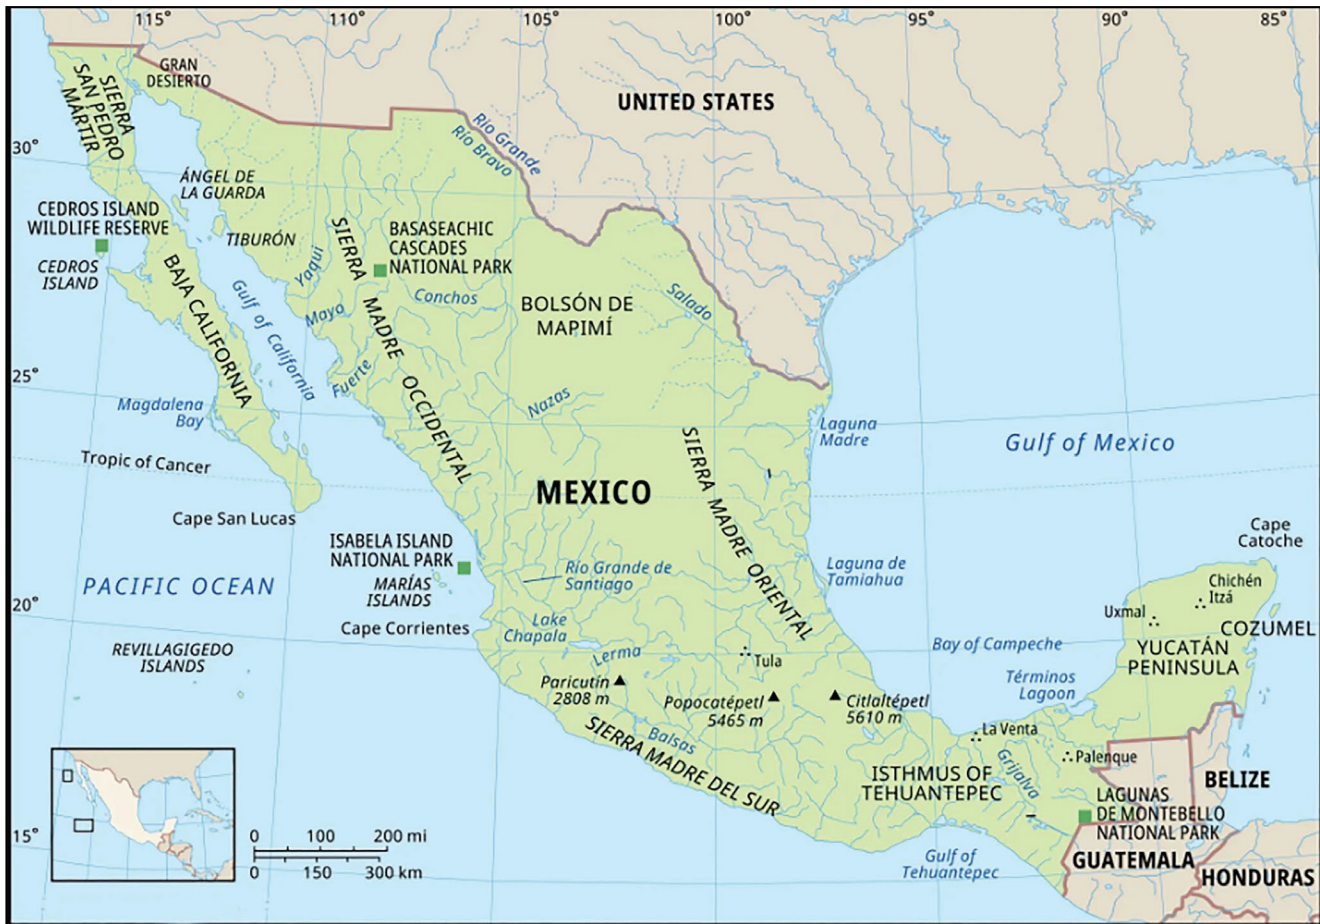 115°
110°
105°
100°
95°
90°
85°
GRAN
DESIERTO
SIERRA
SAN PEDRO
MÁRTIR
UNITED STATES
Río Grande
Río Bravo
30°
ÁNGEL DE
LA GUARDA
CEDROS ISLAND
WILDLIFE RESERVE
TIBURÓN
CEDROS
ISLAND
BASASEACHIC
CASCADES
NATIONAL PARK
Yaqui
SIERRA MADRE OCCIDENTAL
BAJA CALIFORNIA
Gulf of California
Mayo
Conchos
BOLSÓN DE
MAPIMÍ
Salado
25°
Fuerte
Magdalena
Bay
Nazas
Laguna
Madre
Gulf of Mexico
Tropic of Cancer
SIERRA MADRE ORIENTAL
MEXICO
Cape San Lucas
ISABELA ISLAND
NATIONAL PARK
MARÍAS
ISLANDS
PACIFIC OCEAN
Río Grande de
Santiago
Laguna de
Tamiahua
Cape
Catoche
Chichén
Itzá
Uxmal
20°
Cape Corrientes
Lake
Chapala
Lerma
Tula
Bay of Campeche
COZUMEL
YUCATÁN
PENINSULA
REVILLAGIGEDO
ISLANDS
Términos
Lagoon
Paricutín
2808 m
Popocatépetl
5465 m
Citlaltépetl
5610 m
SIERRA MADRE DEL SUR
Balsas
La Venta
Palenque
Grijalva
ISTHMUS OF
TEHUANTEPEC
BELIZE
LAGUNAS
DE MONTEBELLO
NATIONAL PARK
15°
0 100 200 mi
0 150 300 km
Gulf of
Tehuantepec
GUATEMALA
HONDURAS